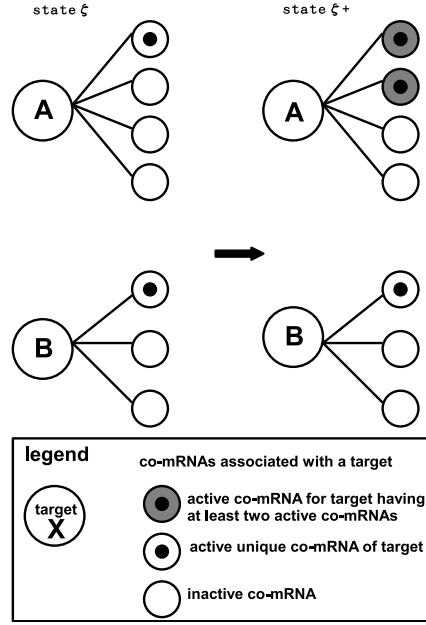 state ζ
state ζ+
A
A
B
B
legend
co-mRNAs associated with a target
target
X
active co-mRNA for target having
at least two active co-mRNAs
active unique co-mRNA of target
inactive co-mRNA